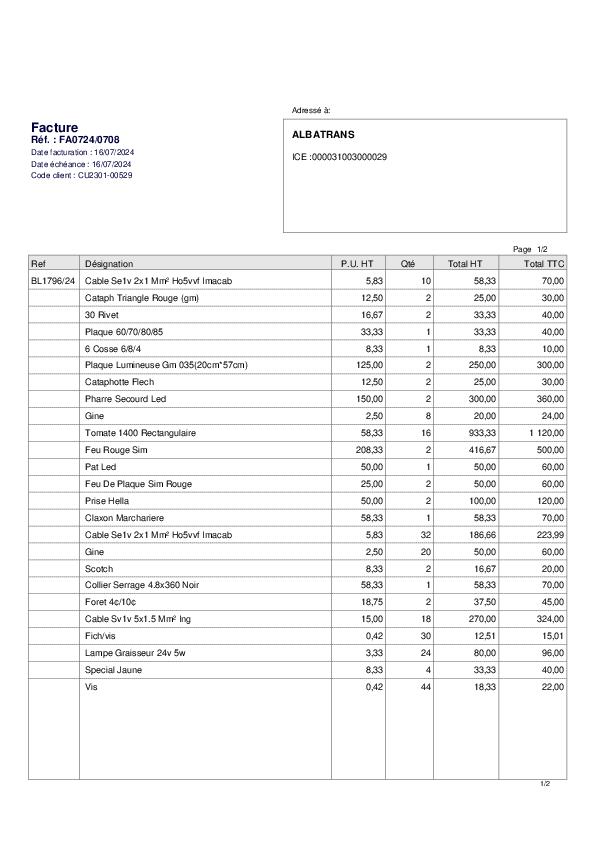 Adressé à:
Facture
Réf. : FA0724/0708
Date facturation : 16/07/2024
Date échéance : 16/07/2024
Code client : CU2301-00529
ALBATRANS
ICE :000031003000029
Page 1/2
Ref Désignation P.U. HT Qté Total HT Total TTC
BL1796/24 Cable Se1v 2x1 Mm² Ho5vvf Imacab 5,83 10 58,33 70,00
Cataph Triangle Rouge (gm) 12,50 2 25,00 30,00
30 Rivet 16,67 2 33,33 40,00
Plaque 60/70/80/85 33,33 1 33,33 40,00
6 Cosse 6/8/4 8,33 1 8,33 10,00
Plaque Lumineuse Gm 035(20cm*57cm) 125,00 2 250,00 300,00
Cataphotte Flech 12,50 2 25,00 30,00
Pharre Secourd Led 150,00 2 300,00 360,00
Gine 2,50 8 20,00 24,00
Tomate 1400 Rectangulaire 58,33 16 933,33 1 120,00
Feu Rouge Sim 208,33 2 416,67 500,00
Pat Led 50,00 1 50,00 60,00
Feu De Plaque Sim Rouge 25,00 2 50,00 60,00
Prise Hella 50,00 2 100,00 120,00
Claxon Marchariere 58,33 1 58,33 70,00
Cable Se1v 2x1 Mm² Ho5vvf Imacab 5,83 32 186,66 223,99
Gine 2,50 20 50,00 60,00
Scotch 8,33 2 16,67 20,00
Collier Serrage 4.8x360 Noir 58,33 1 58,33 70,00
Foret 4¢/10¢ 18,75 2 37,50 45,00
Cable Sv1v 5x1.5 Mm² Ing 15,00 18 270,00 324,00
Fich/vis 0,42 30 12,51 15,01
Lampe Graisseur 24v 5w 3,33 24 80,00 96,00
Special Jaune 8,33 4 33,33 40,00
Vis 0,42 44 18,33 22,00
1/2